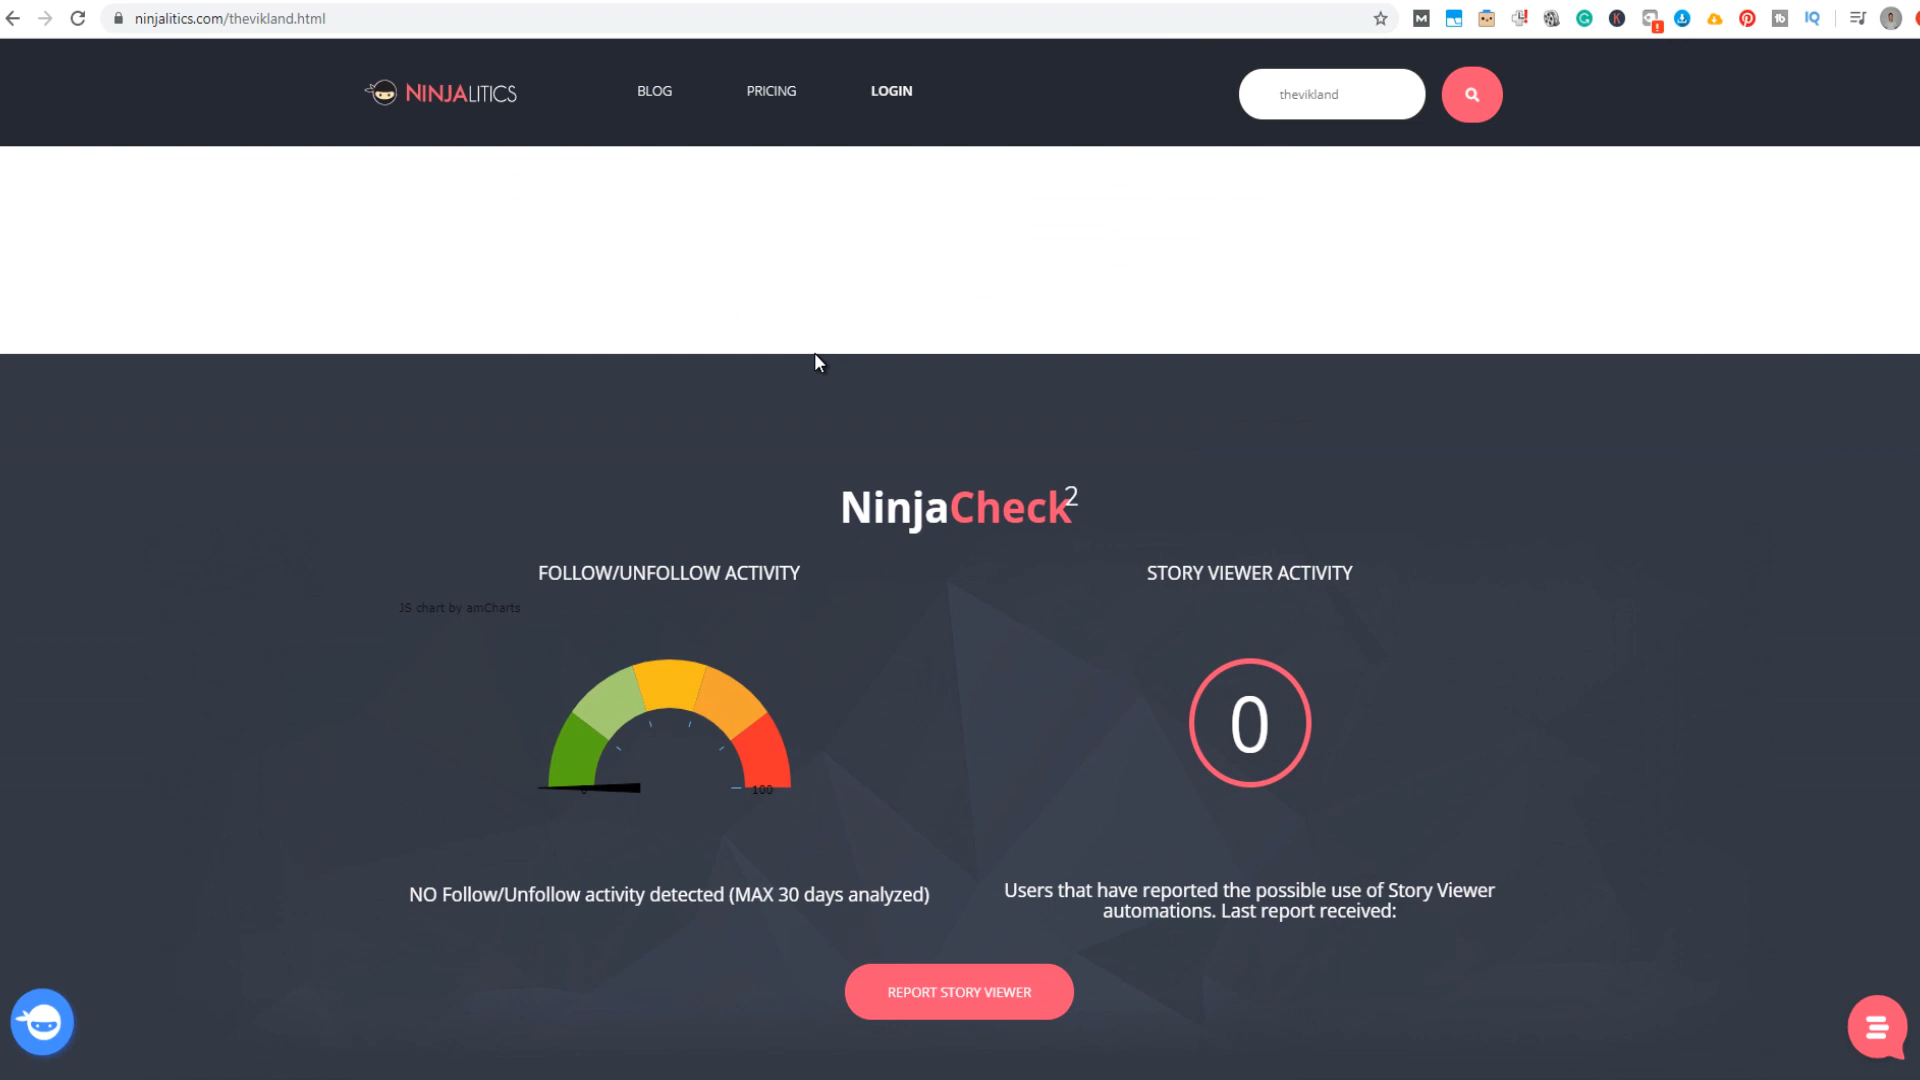 ninjalitics.com/thevikland.html
NINJALITICS
BLOG
PRICING
LOGIN
thevikland
NinjaCheck2
FOLLOW/UNFOLLOW ACTIVITY
STORY VIEWER ACTIVITY
JS chart by amCharts
0
0
100
NO Follow/Unfollow activity detected (MAX 30 days analyzed)
Users that have reported the possible use of Story Viewer
automations. Last report received:
REPORT STORY VIEWER